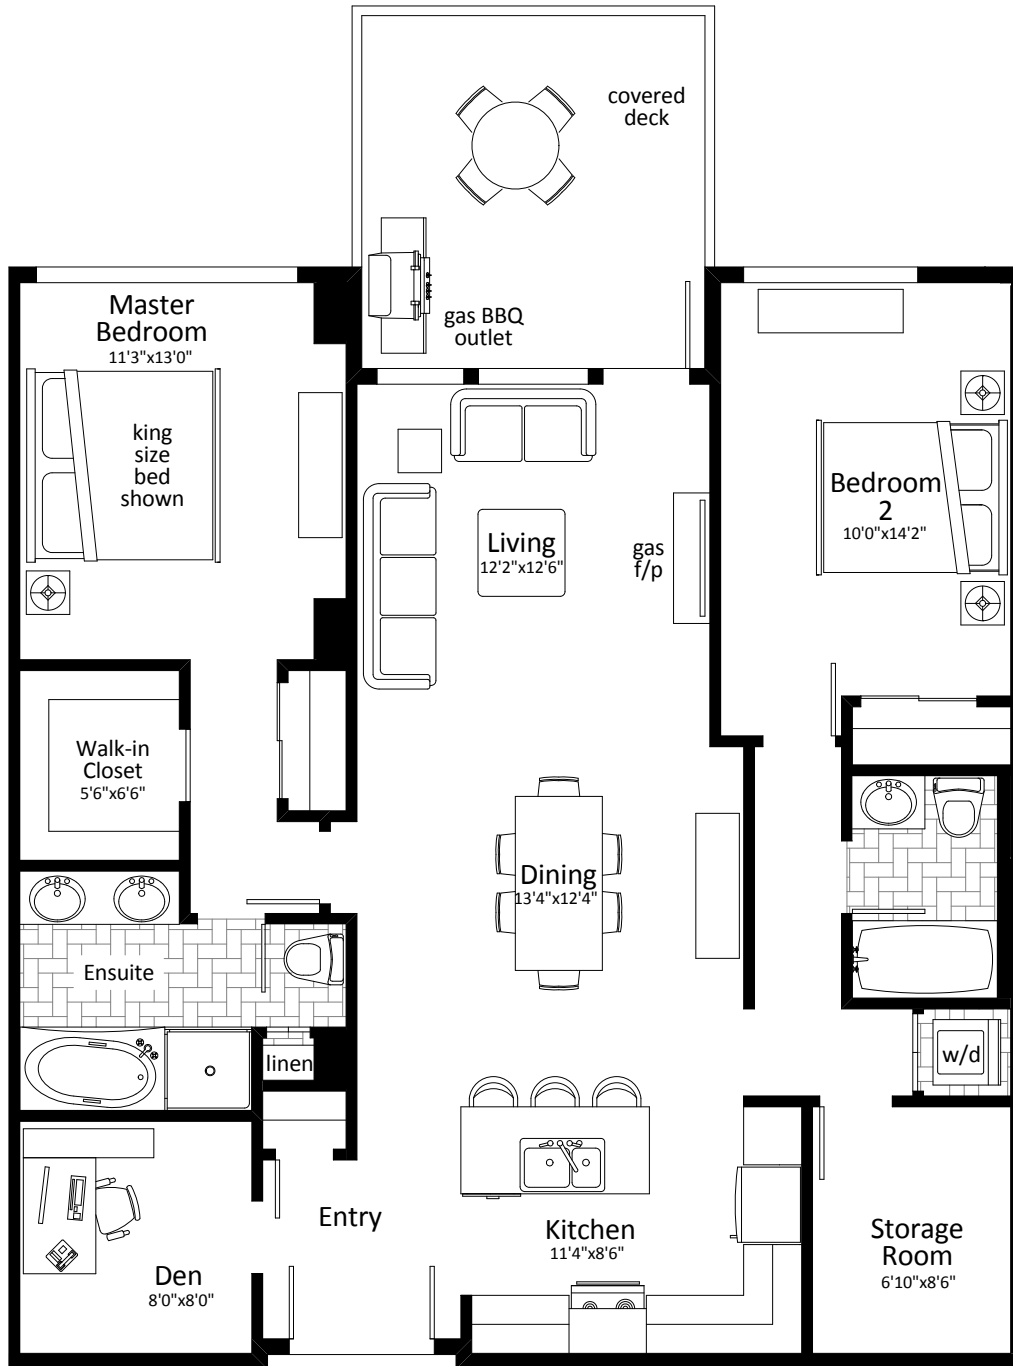 covered
deck
gas BBQ
outlet
Master
Bedroom
11'3"x13'0"
king
size
bed
shown
Living
12'2"x12'6"
gas
f/p
Bedroom
2
10'0"x14'2"
Walk-in
Closet
5'6"x6'6"
Dining
13'4"x12'4"
Ensuite
linen
w/d
Entry
Kitchen
11'4"x8'6"
Storage
Room
6'10"x8'6"
Den
8'0"x8'0"